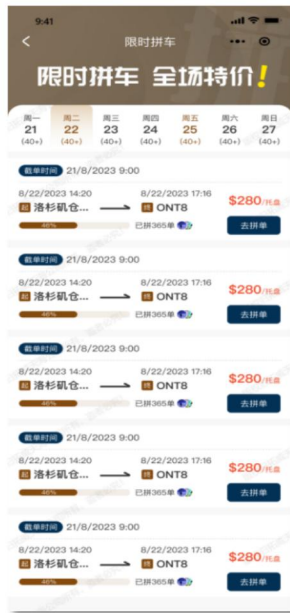 9:41
限时拼车
限时拼车 全场特价！
周一 周二 周三 周四 周五 周六 周日
21 22 23 24 25 26 27
(40+) (40+) (40+) (40+) (40+) (40+) (40+)
截单时间 21/8/2023 9:00
8/22/2023 14:20 8/22/2023 17:16
起 洛杉矶仓... 终 ONT8 $280/托盘
46% 已拼365单 去拼单
截单时间 21/8/2023 9:00
8/22/2023 14:20 8/22/2023 17:16
起 洛杉矶仓... 终 ONT8 $280/托盘
46% 已拼365单 去拼单
截单时间 21/8/2023 9:00
8/22/2023 14:20 8/22/2023 17:16
起 洛杉矶仓... 终 ONT8 $280/托盘
46% 已拼365单 去拼单
截单时间 21/8/2023 9:00
8/22/2023 14:20 8/22/2023 17:16
起 洛杉矶仓... 终 ONT8 $280/托盘
46% 已拼365单 去拼单
截单时间 21/8/2023 9:00
8/22/2023 14:20 8/22/2023 17:16
起 洛杉矶仓... 终 ONT8 $280/托盘
46% 已拼365单 去拼单